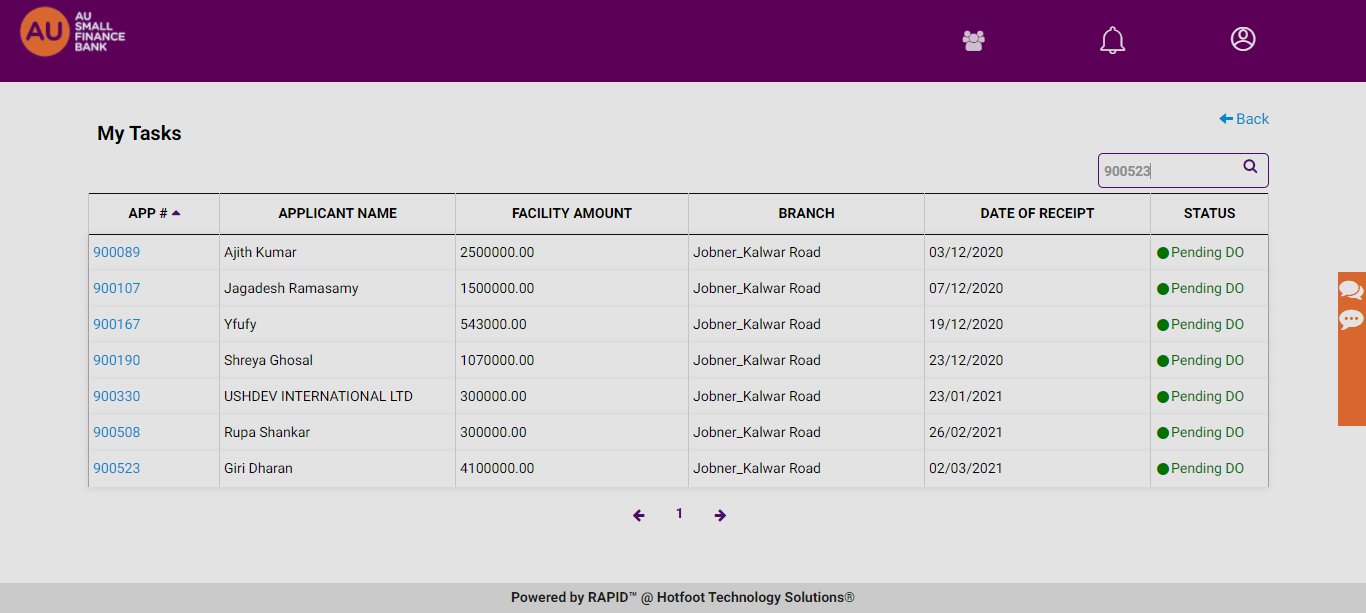 AU
AU
SMALL
FINANCE
BANK
Back
My Tasks
900523
APP # APPLICANT NAME FACILITY AMOUNT BRANCH DATE OF RECEIPT STATUS
900089 Ajith Kumar 2500000.00 Jobner_Kalwar Road 03/12/2020 Pending DO
900107 Jagadesh Ramasamy 1500000.00 Jobner_Kalwar Road 07/12/2020 Pending DO
900167 Yfufy 543000.00 Jobner_Kalwar Road 19/12/2020 Pending DO
900190 Shreya Ghosal 1070000.00 Jobner_Kalwar Road 23/12/2020 Pending DO
900330 USHDEV INTERNATIONAL LTD 300000.00 Jobner_Kalwar Road 23/01/2021 Pending DO
900508 Rupa Shankar 300000.00 Jobner_Kalwar Road 26/02/2021 Pending DO
900523 Giri Dharan 4100000.00 Jobner_Kalwar Road 02/03/2021 Pending DO
1
Powered by RAPID™ @ Hotfoot Technology Solutions®